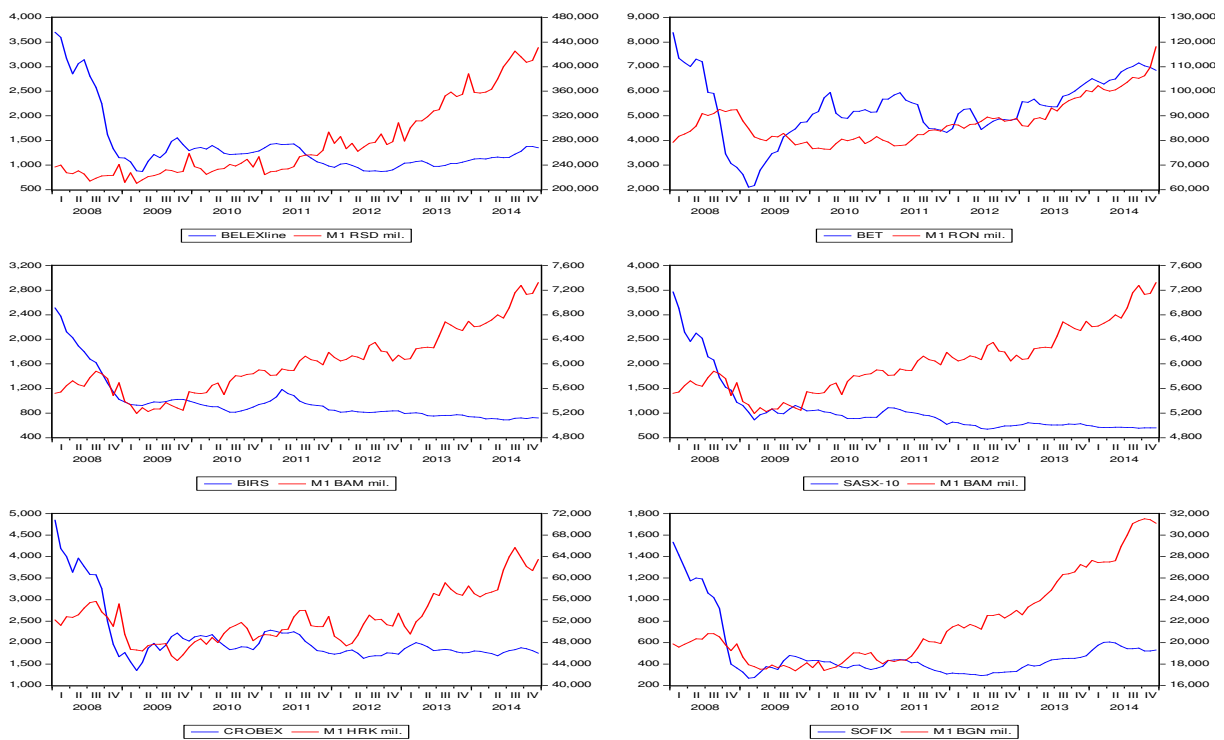 4,000 480,000
3,500 440,000
3,000 400,000
2,500 360,000
2,000 320,000
1,500 280,000
1,000 240,000
500 200,000
I II III IV I II III IV I II III IV I II III IV I II III IV I II III IV I II III IV
2008 2009 2010 2011 2012 2013 2014
BELEXline M1 RSD mil.
9,000 130,000
8,000 120,000
7,000 110,000
6,000 100,000
5,000 90,000
4,000 80,000
3,000 70,000
2,000 60,000
I II III IV I II III IV I II III IV I II III IV I II III IV I II III IV I II III IV
2008 2009 2010 2011 2012 2013 2014
BET M1 RON mil.
3,200 7,600
2,800 7,200
2,400 6,800
2,000 6,400
1,600 6,000
1,200 5,600
800 5,200
400 4,800
I II III IV I II III IV I II III IV I II III IV I II III IV I II III IV I II III IV
2008 2009 2010 2011 2012 2013 2014
BIRS M1 BAM mil.
4,000 7,600
3,500 7,200
3,000 6,800
2,500 6,400
2,000 6,000
1,500 5,600
1,000 5,200
500 4,800
I II III IV I II III IV I II III IV I II III IV I II III IV I II III IV I II III IV
2008 2009 2010 2011 2012 2013 2014
SASX-10 M1 BAM mil.
5,000 72,000
4,500 68,000
4,000 64,000
3,500 60,000
3,000 56,000
2,500 52,000
2,000 48,000
1,500 44,000
1,000 40,000
I II III IV I II III IV I II III IV I II III IV I II III IV I II III IV I II III IV
2008 2009 2010 2011 2012 2013 2014
CROBEX M1 HRK mil.
1,800 32,000
1,600 30,000
1,400 28,000
1,200 26,000
1,000 24,000
800 22,000
600 20,000
400 18,000
200 16,000
I II III IV I II III IV I II III IV I II III IV I II III IV I II III IV I II III IV
2008 2009 2010 2011 2012 2013 2014
SOFIX M1 BGN mil.